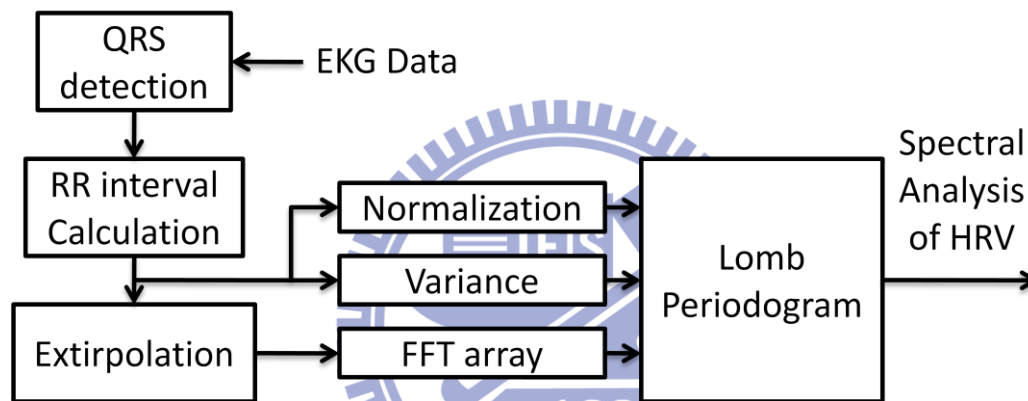 QRS
detection
EKG Data
RR interval
Calculation
Normalization
Variance
Extirpolation
FFT array
Lomb
Periodogram
Spectral
Analysis
of HRV